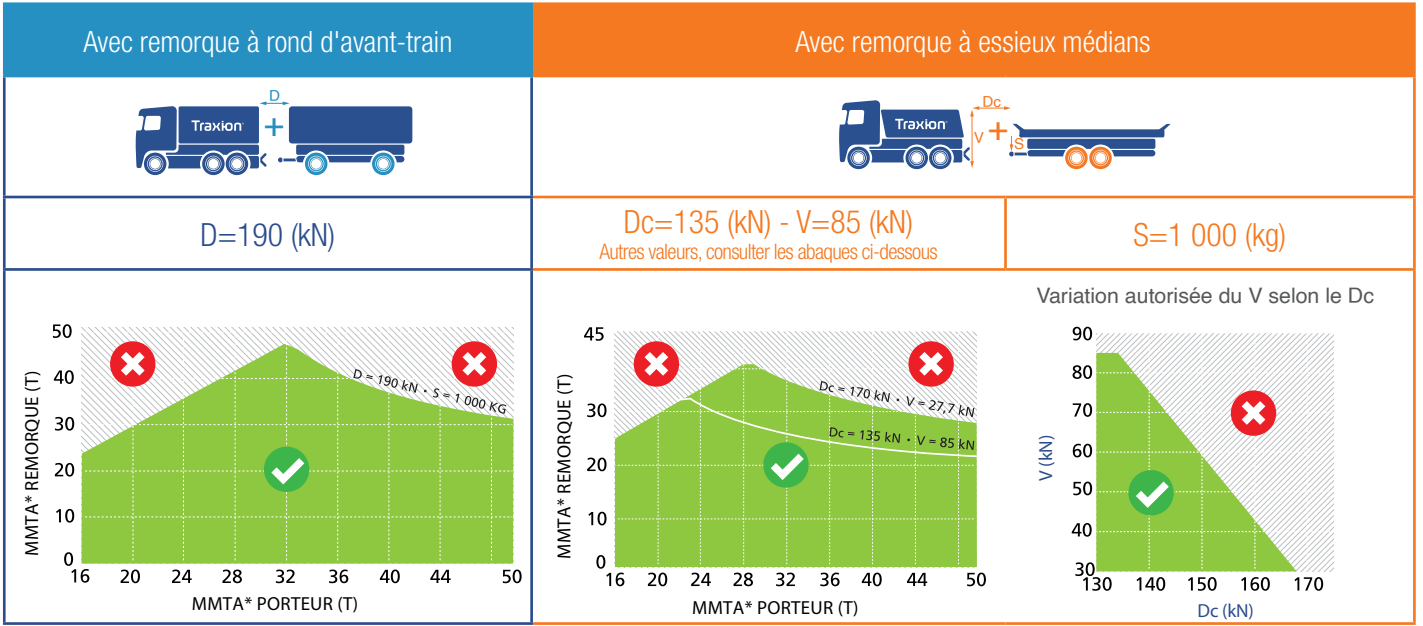 Avec remorque à rond d'avant-train
Avec remorque à essieux médians
D
Traxion
+
Dc
Traxion
V
+
S
D=190 (kN)
Dc=135 (kN) - V=85 (kN)
Autres valeurs, consulter les abaques ci-dessous
S=1 000 (kg)
MMTA* REMORQUE (T)
50
40
30
20
10
0
D = 190 kN · S = 1 000 KG
16 20 24 28 32 36 40 44 50
MMTA* PORTEUR (T)
MMTA* REMORQUE (T)
45
30
20
10
0
Dc = 170 kN · V = 27,7 kN
Dc = 135 kN · V = 85 kN
16 20 24 28 32 36 40 44 50
MMTA* PORTEUR (T)
Variation autorisée du V selon le Dc
V (kN)
90
80
70
60
50
40
30
130 140 150 160 170
Dc (kN)